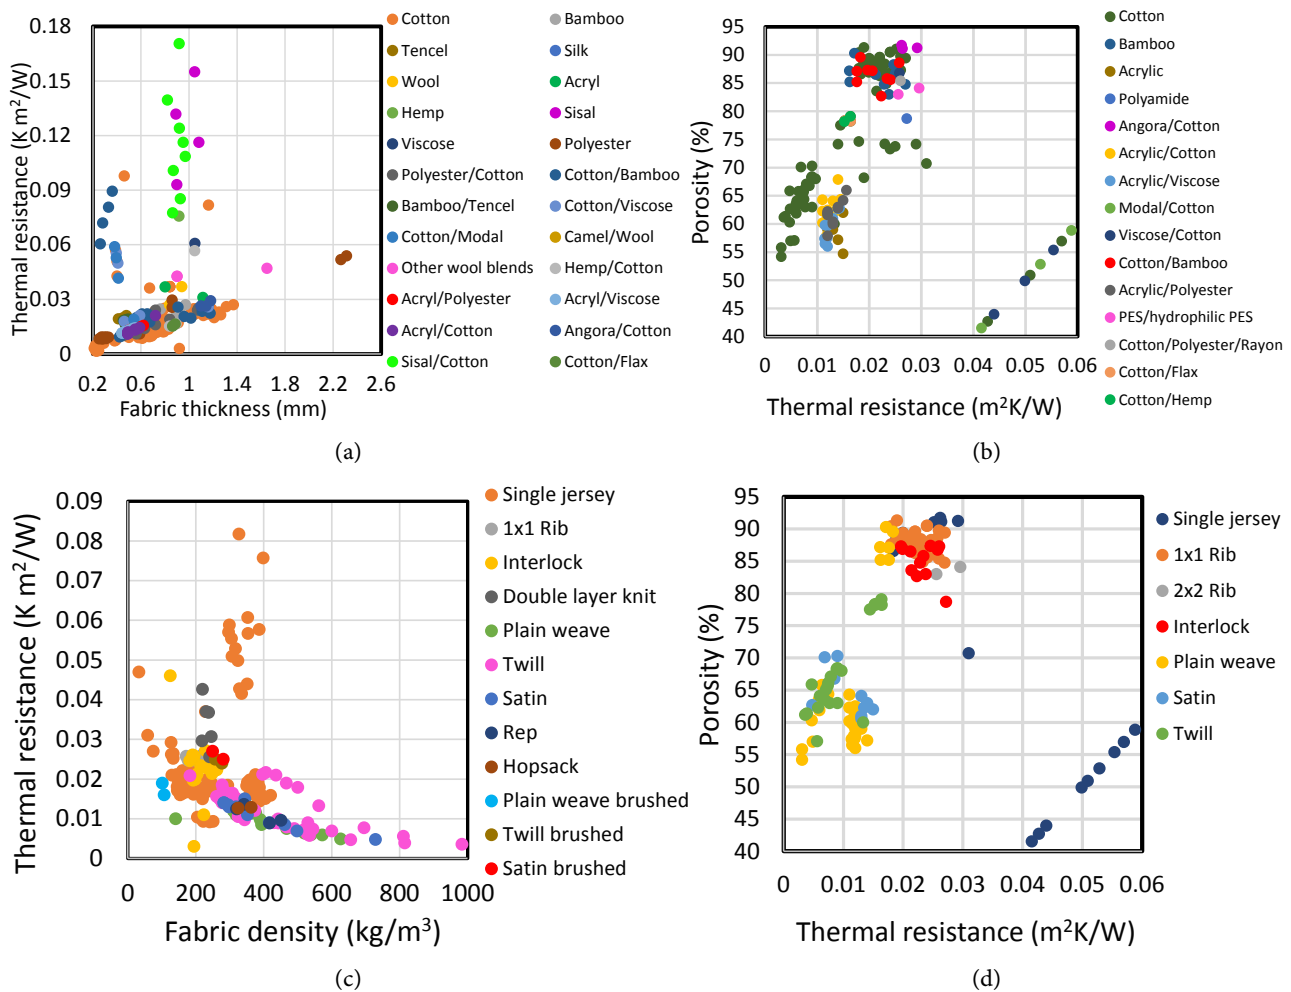 Thermal resistance (K m²/W)
0.18
0.15
0.12
0.09
0.06
0.03
0
0.2 0.6 1 1.4 1.8 2.2 2.6
Fabric thickness (mm)
Cotton Bamboo
Tencel Silk
Wool Acryl
Hemp Sisal
Viscose Polyester
Polyester/Cotton Cotton/Bamboo
Bamboo/Tencel Cotton/Viscose
Cotton/Modal Camel/Wool
Other wool blends Hemp/Cotton
Acryl/Polyester Acryl/Viscose
Acryl/Cotton Angora/Cotton
Sisal/Cotton Cotton/Flax
(a)
Porosity (%)
95
90
85
80
75
70
65
60
55
50
45
40
0 0.01 0.02 0.03 0.04 0.05 0.06
Thermal resistance (m²K/W)
Cotton
Bamboo
Acrylic
Polyamide
Angora/Cotton
Acrylic/Cotton
Acrylic/Viscose
Modal/Cotton
Viscose/Cotton
Cotton/Bamboo
Acrylic/Polyester
PES/hydrophilic PES
Cotton/Polyester/Rayon
Cotton/Flax
Cotton/Hemp
(b)
Thermal resistance (K m²/W)
0.09
0.08
0.07
0.06
0.05
0.04
0.03
0.02
0.01
0
0 200 400 600 800 1000
Fabric density (kg/m³)
Single jersey
1x1 Rib
Interlock
Double layer knit
Plain weave
Twill
Satin
Rep
Hopsack
Plain weave brushed
Twill brushed
Satin brushed
(c)
Porosity (%)
95
90
85
80
75
70
65
60
55
50
45
40
0 0.01 0.02 0.03 0.04 0.05 0.06
Thermal resistance (m²K/W)
Single jersey
1x1 Rib
2x2 Rib
Interlock
Plain weave
Satin
Twill
(d)